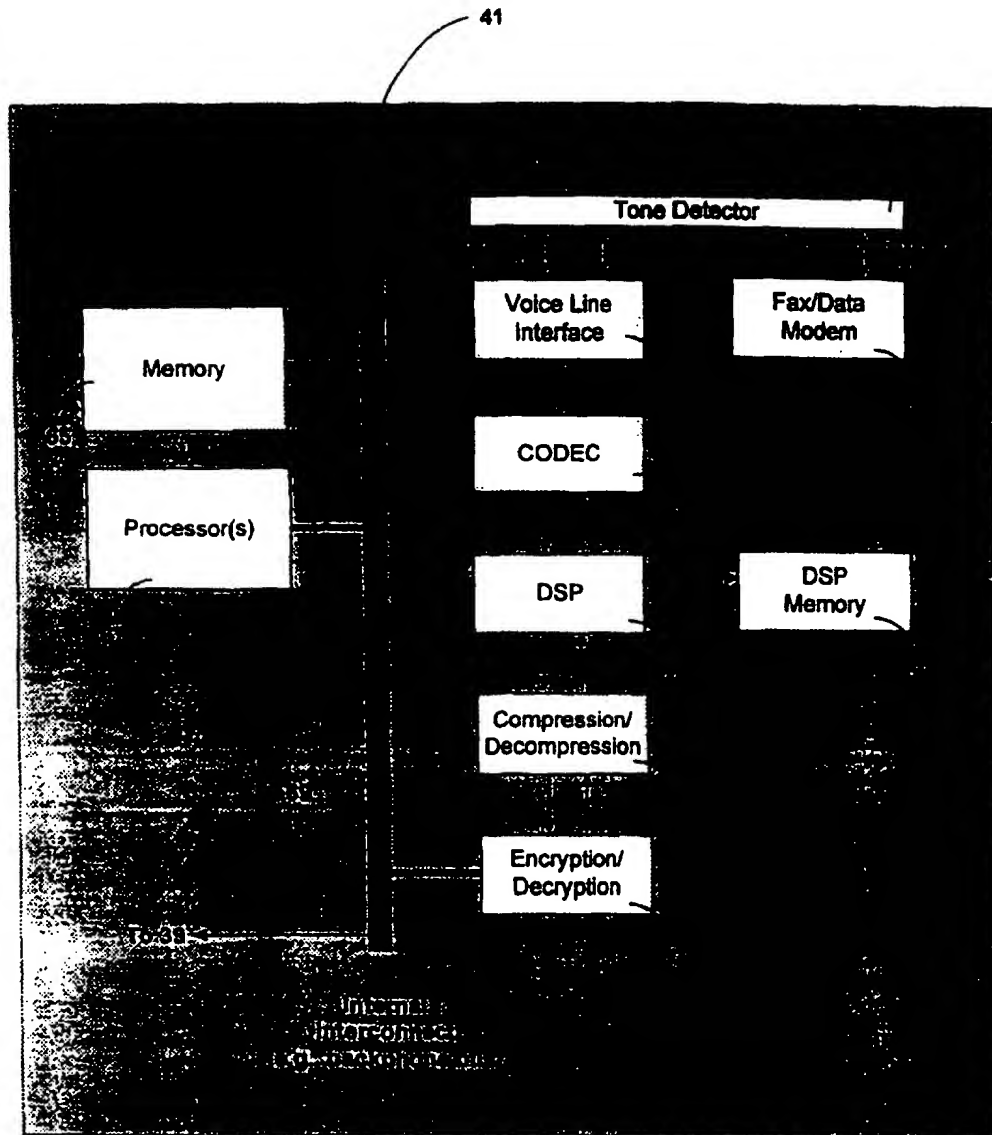 41
Tone Detector
Voice Line
Interface
Fax/Data
Modem
Memory
CODEC
Processor(s)
DSP
DSP
Memory
Compression/
Decompression
Encryption/
Decryption
Internal